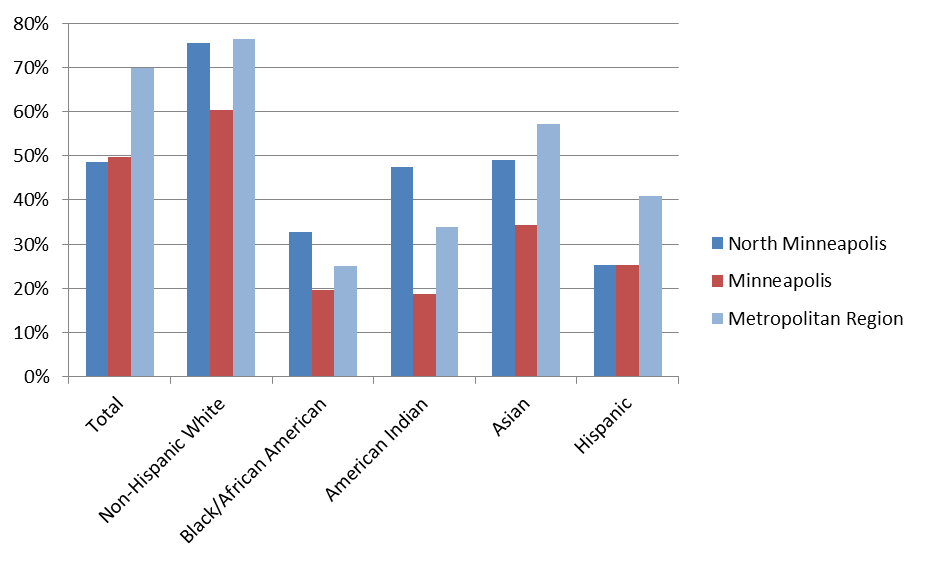 80%
70%
60%
50%
40%
30%
20%
10%
0%
Total
Non-Hispanic White
Black/African American
American Indian
Asian
Hispanic
North Minneapolis
Minneapolis
Metropolitan Region